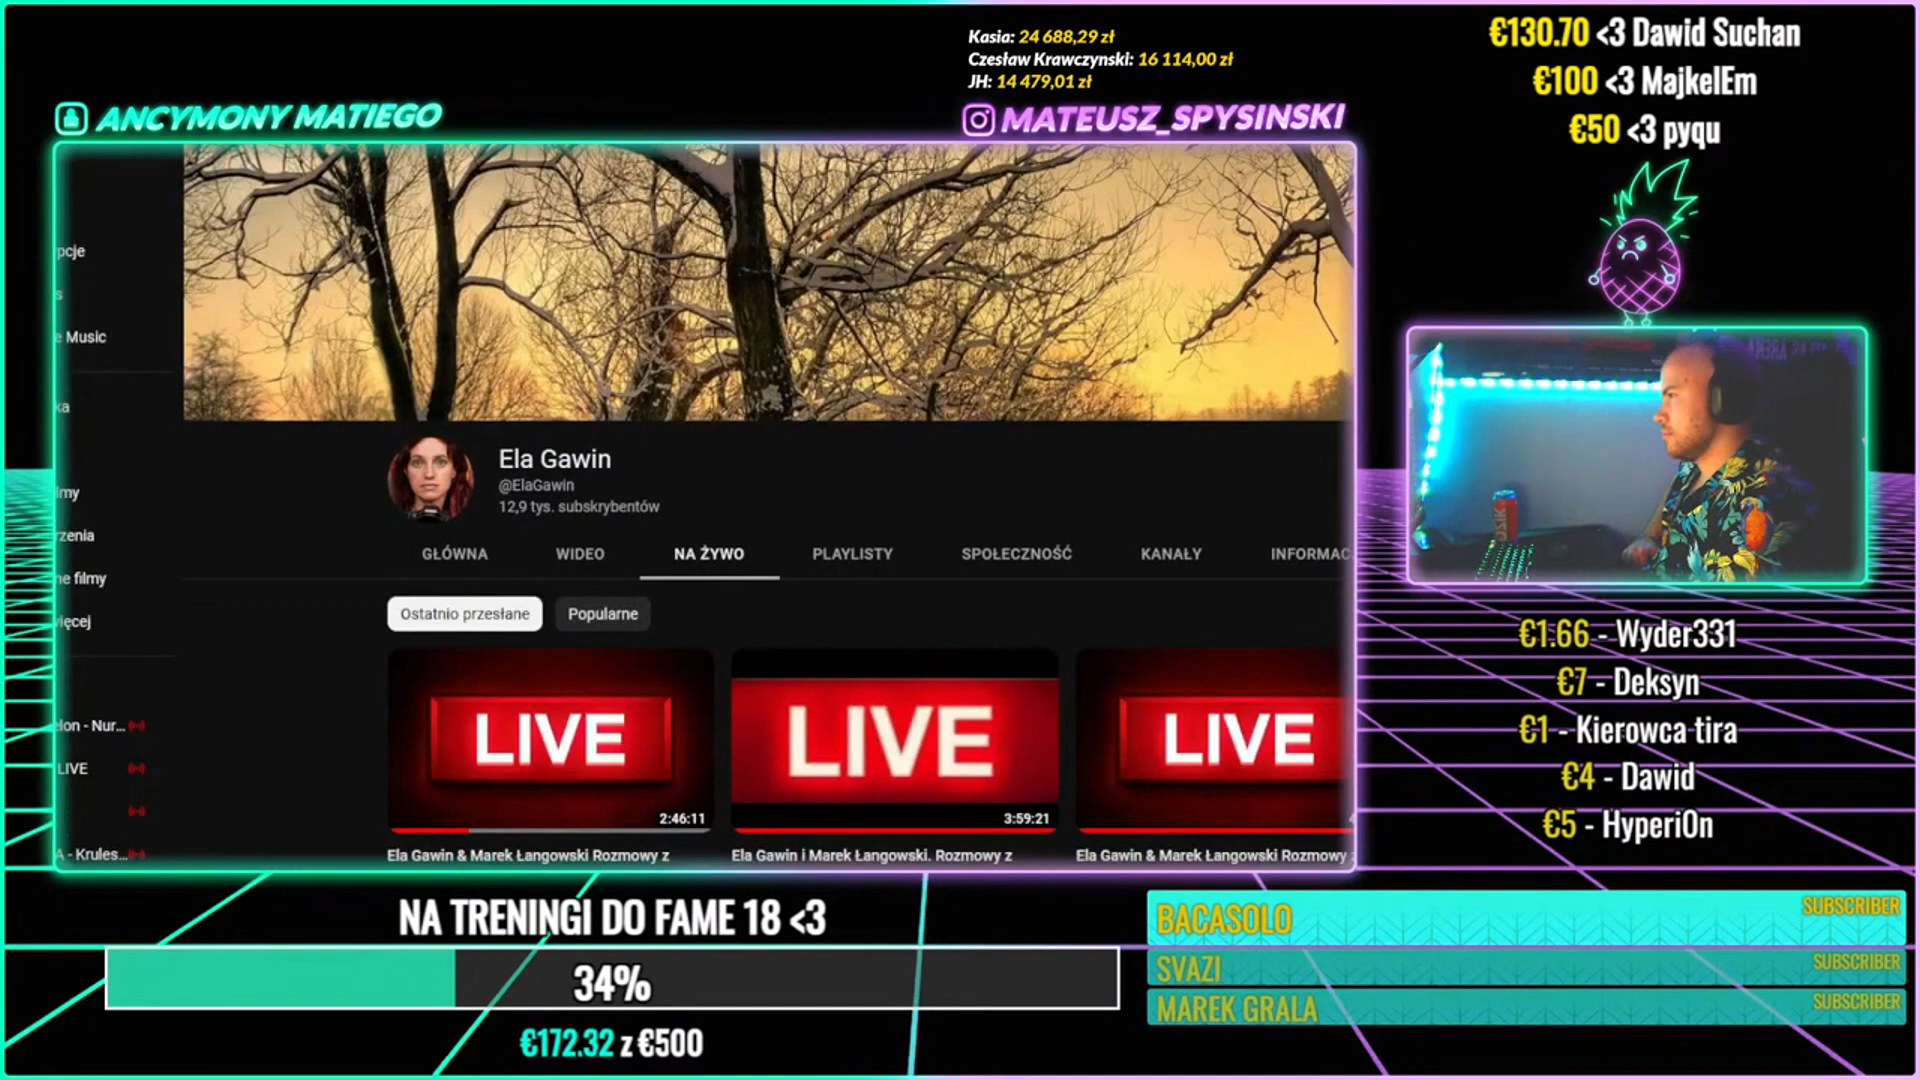 Kasia: 24 688,29 zł
Czesław Krawczynski: 16 114,00 zł
JH: 14 479,01 zł
ANCYMONY MATIEGO
MATEUSZ_SPYSINSKI
€130.70 <3 Dawid Suchan
€100 <3 MajkelEm
€50 <3 pyqu
pcje
s
e Music
ka
lmy
rzenia
ne filmy
ięcej
elon - Nur...
LIVE
A - Krules...
Ela Gawin
@ElaGawin
12,9 tys. subskrybentów
GŁÓWNA WIDEO NA ŻYWO PLAYLISTY SPOŁECZNOŚĆ KANAŁY INFORMAC
Ostatnio przesłane Popularne
LIVE LIVE LIVE
2:46:11 3:59:21
Ela Gawin & Marek Łangowski Rozmowy z
Ela Gawin i Marek Łangowski. Rozmowy z
Ela Gawin & Marek Łangowski Rozmowy z
€1.66 - Wyder331
€7 - Deksyn
€1 - Kierowca tira
€4 - Dawid
€5 - Hyperi0n
NA TRENINGI DO FAME 18 <3
34%
€172.32 z €500
BACASOLO SUBSCRIBER
SVAZI SUBSCRIBER
MAREK GRALA SUBSCRIBER